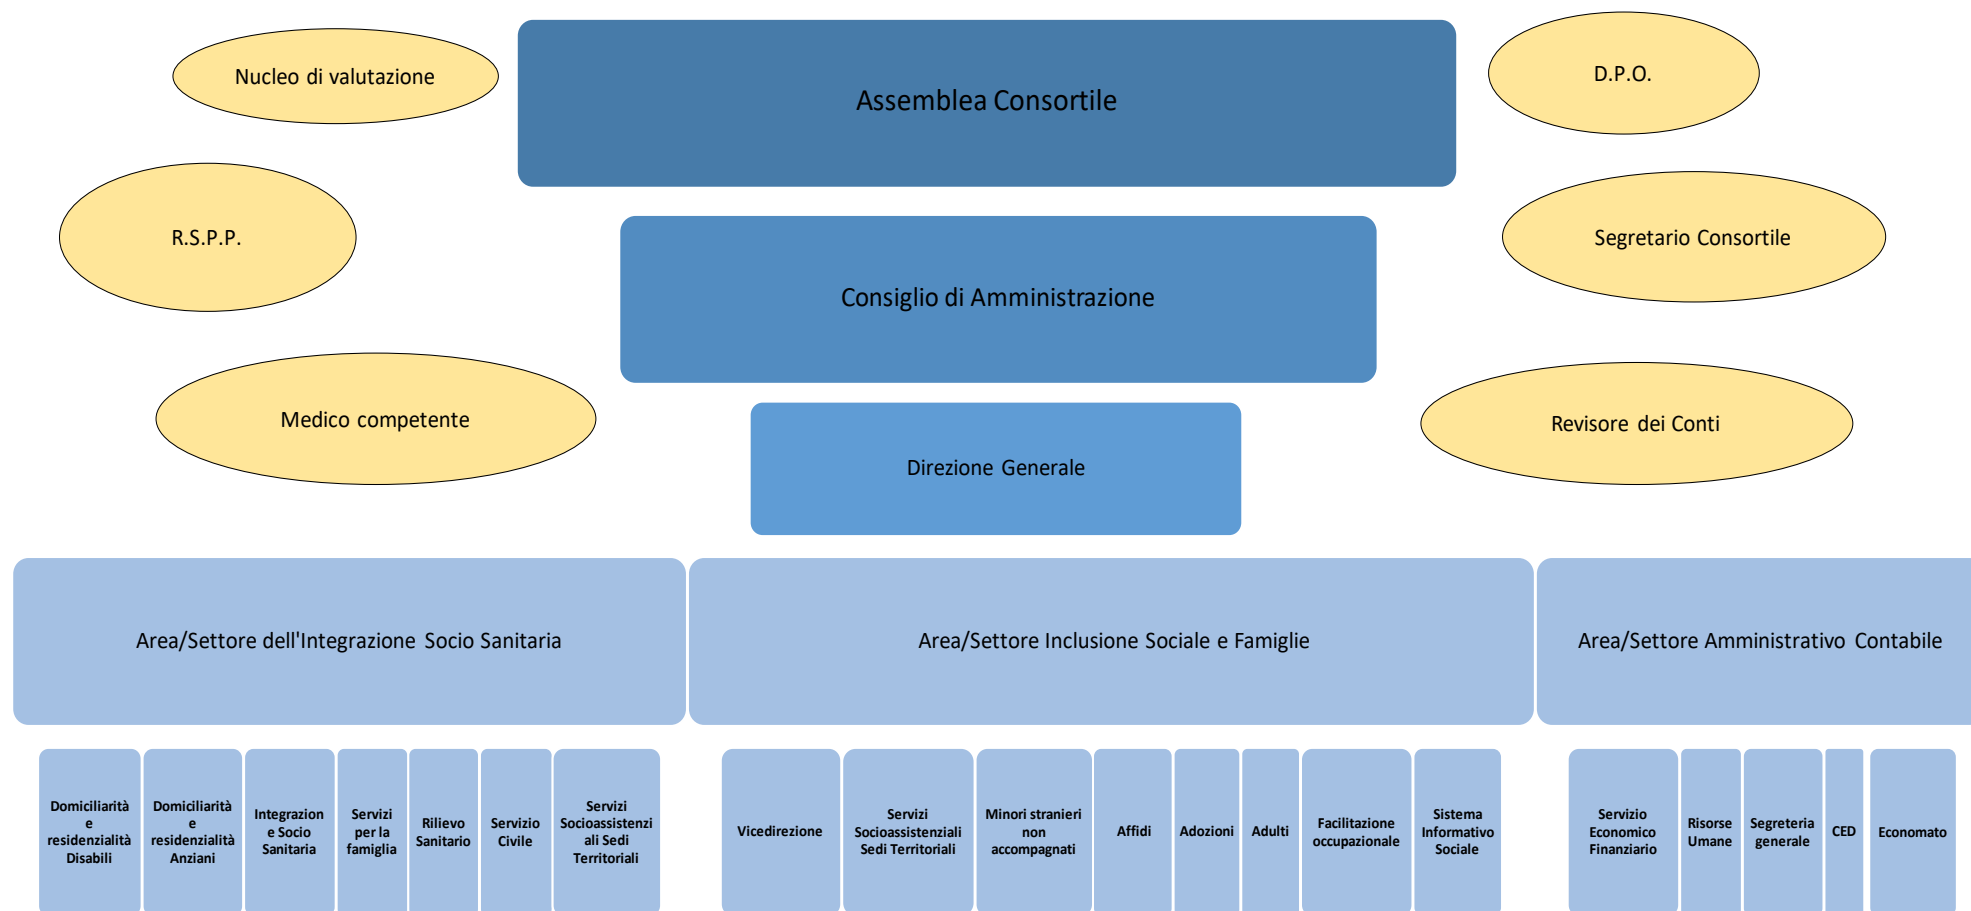 Nucleo di valutazione
Assemblea Consortile
D.P.O.
R.S.P.P.
Segretario Consortile
Consiglio di Amministrazione
Medico competente
Revisore dei Conti
Direzione Generale
Area/Settore dell'Integrazione Socio Sanitaria
Area/Settore Inclusione Sociale e Famiglie
Area/Settore Amministrativo Contabile
Domiciliarità
e
residenzialità
Disabili
Domiciliarità
e
residenzialità
Anziani
Integrazion
e Socio
Sanitaria
Servizi
per la
famiglia
Rilievo
Sanitario
Servizio
Civile
Servizi
Socioassistenzi
ali Sedi
Territoriali
Vicedirezione
Servizi
Socioassistenziali
Sedi Territoriali
Minori stranieri
non
accompagnati
Affidi
Adozioni
Adulti
Facilitazione
occupazionale
Sistema
Informativo
Sociale
Servizio
Economico
Finanziario
Risorse
Umane
Segreteria
generale
CED
Economato